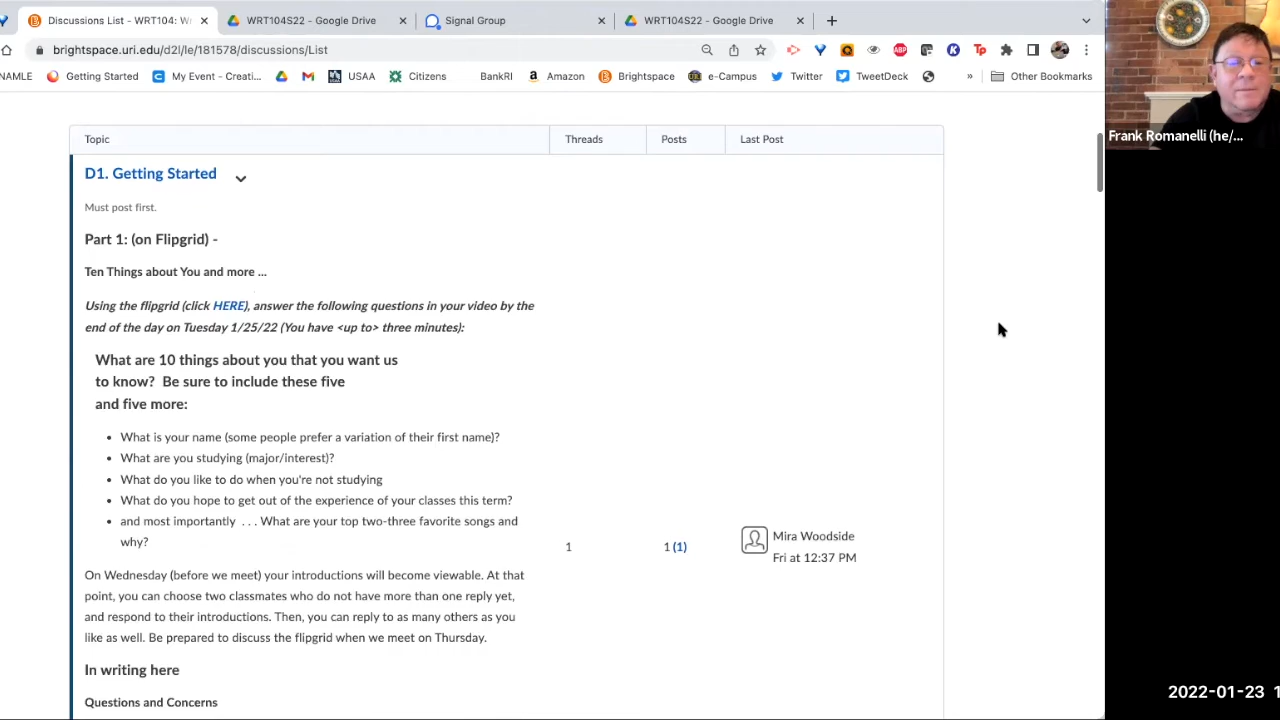 Discussions List - WRT104: W
WRT104S22 - Google Drive
Signal Group
WRT104S22 - Google Drive
brightspace.uri.edu/d2l/le/181578/discussions/List
NAMLE
Getting Started
My Event - Creati...
USAA
Citizens
BankRI
Amazon
Brightspace
e-Campus
Twitter
TweetDeck
»
Other Bookmarks
Frank Romanelli (he/...
Topic
Threads
Posts
Last Post
D1. Getting Started
Must post first.
Part 1: (on Flipgrid) -
Ten Things about You and more ...
Using the flipgrid (click HERE), answer the following questions in your video by the
end of the day on Tuesday 1/25/22 (You have <up to> three minutes):
What are 10 things about you that you want us
to know? Be sure to include these five
and five more:
• What is your name (some people prefer a variation of their first name)?
• What are you studying (major/interest)?
• What do you like to do when you're not studying
• What do you hope to get out of the experience of your classes this term?
• and most importantly . . . What are your top two-three favorite songs and
why?
1
1 (1)
Mira Woodside
Fri at 12:37 PM
On Wednesday (before we meet) your introductions will become viewable. At that
point, you can choose two classmates who do not have more than one reply yet,
and respond to their introductions. Then, you can reply to as many others as you
like as well. Be prepared to discuss the flipgrid when we meet on Thursday.
In writing here
Questions and Concerns
2022-01-23 1